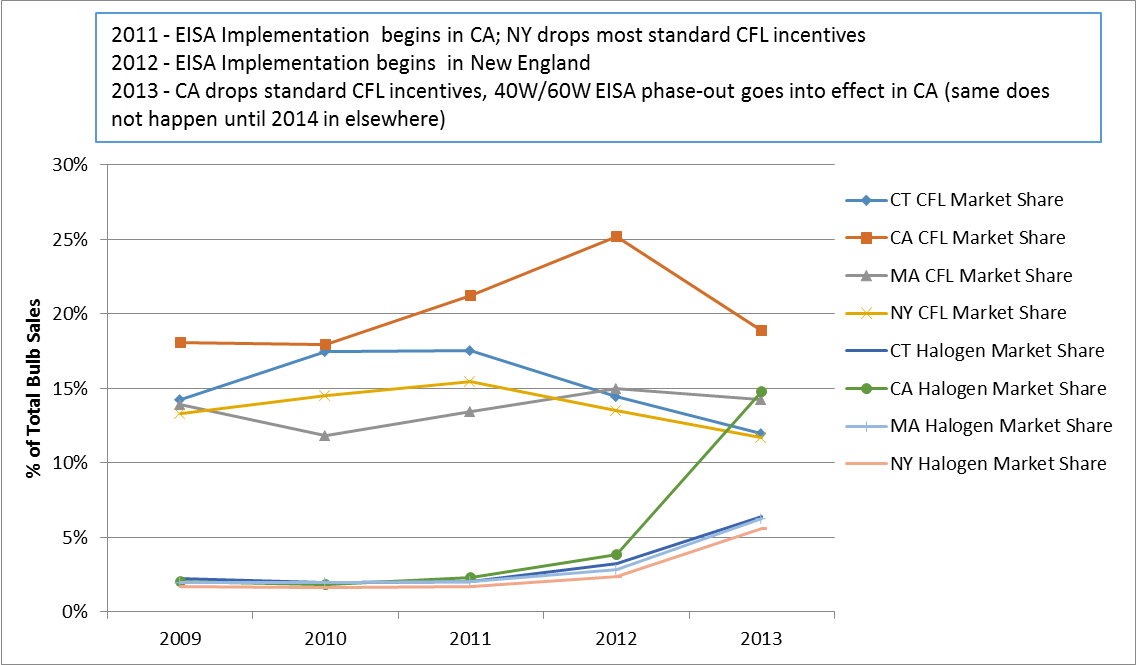 2011 - EISA Implementation  begins in CA; NY drops most standard CFL incentives
2012 - EISA Implementation begins  in New England
2013 - CA drops standard CFL incentives, 40W/60W EISA phase-out goes into effect in CA (same does
not happen until 2014 in elsewhere)
30%
25%
20%
15%
10%
5%
0%
% of Total Bulb Sales
2009
2010
2011
2012
2013
CT CFL Market Share
CA CFL Market Share
MA CFL Market Share
NY CFL Market Share
CT Halogen Market Share
CA Halogen Market Share
MA Halogen Market Share
NY Halogen Market Share